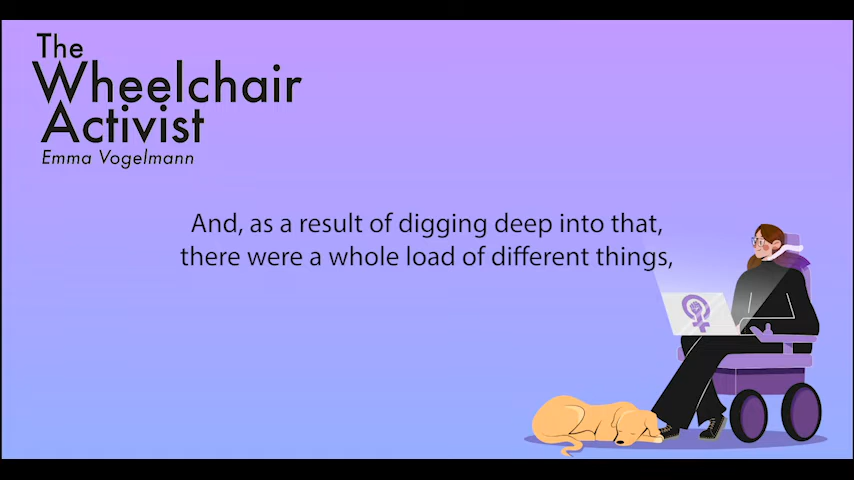 The
Wheelchair
Activist
Emma Vogelmann
And, as a result of digging deep into that,
there were a whole load of different things,